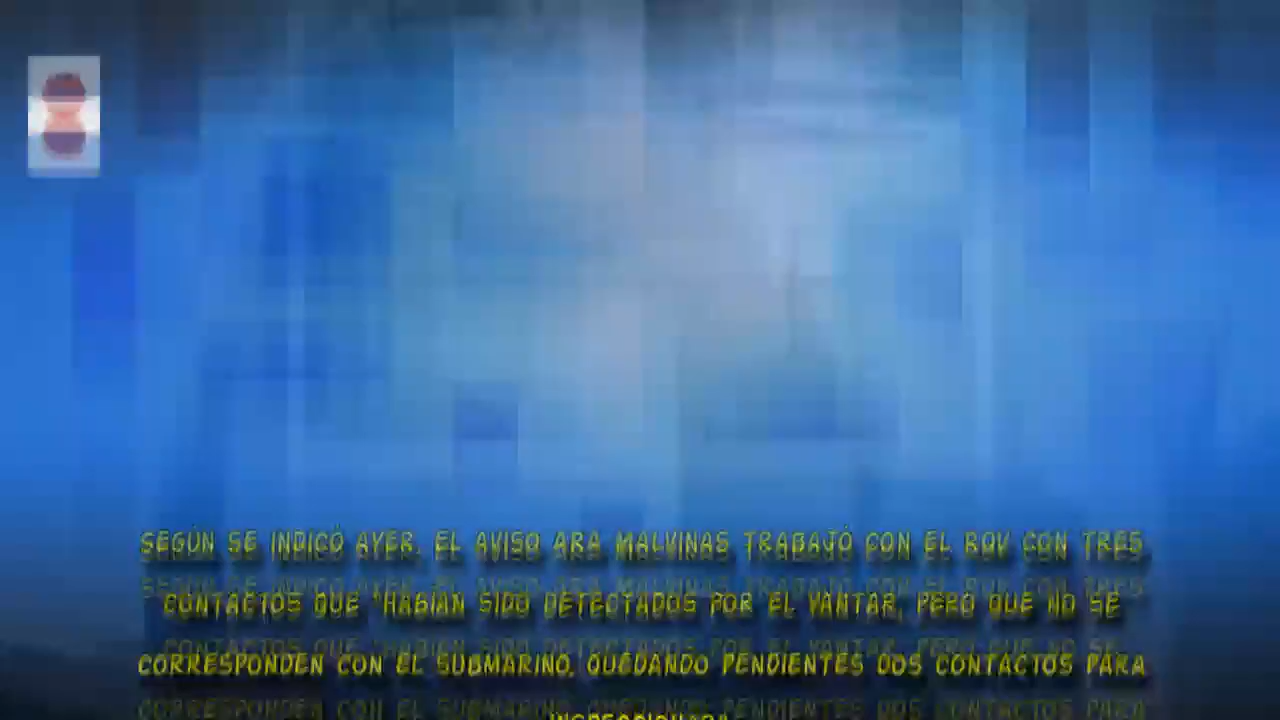 SEGÚN SE INDICÓ AYER, EL AVISO ARA MALVINAS TRABAJÓ CON EL ROV CON TRES
CONTACTOS QUE "HABÍAN SIDO DETECTADOS POR EL YANTAR, PERO QUE NO SE
CORRESPONDEN CON EL SUBMARINO, QUEDANDO PENDIENTES DOS CONTACTOS PARA